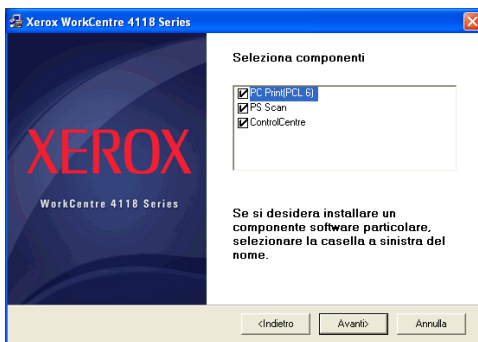 Xerox WorkCentre 4118 Series
Seleziona componenti
PC Print(PCL 6)
PS Scan
ControlCentre
XEROX
WorkCentre 4118 Series
Se si desidera installare un
componente software particolare,
selezionare la casella a sinistra del
nome.
<Indietro
Avanti>
Annulla